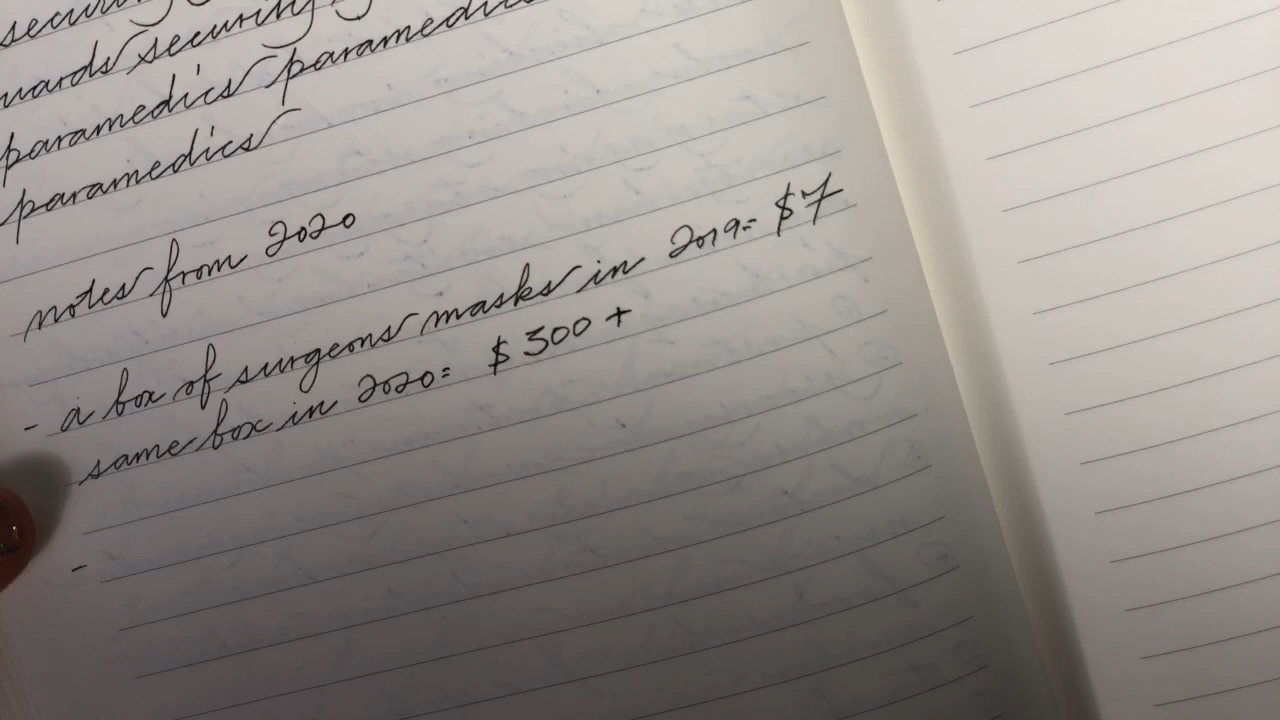 security
wards security
paramedics paramedics
paramedics
notes from 2020
- a box of surgeons masks in 2019= $7
same box in 2020= $300+
-